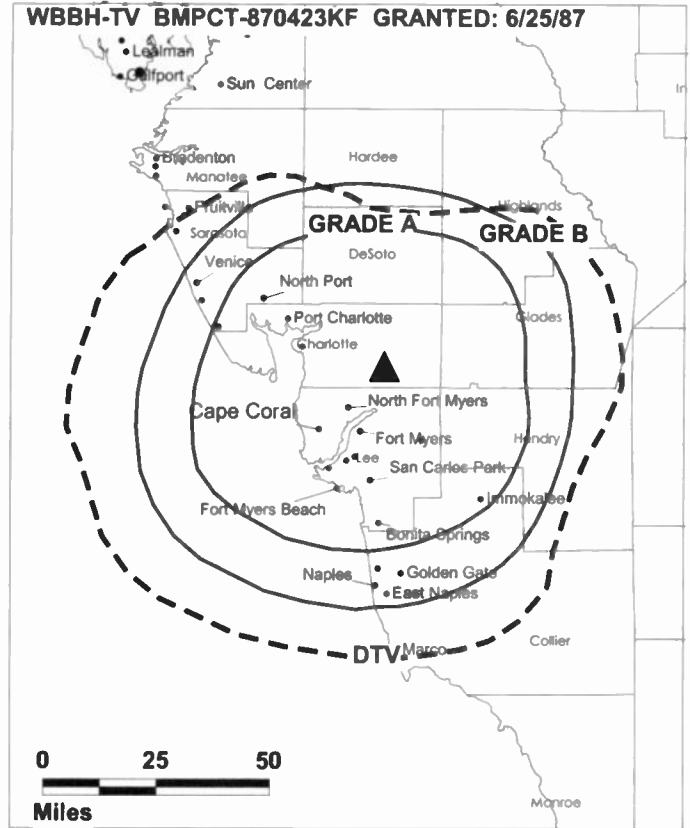 WBBH-TV BMPCT-870423KF GRANTED: 6/25/87
Lealman
Gulfport
Sun Center
In
Bradenton
Hardee
Manatee
Fruitville
Highlands
GRADE A
GRADE B
Sarasota
DeSoto
Venice
North Port
Port Charlotte
Glades
Charlotte
North Fort Myers
Cape Coral
Fort Myers
Hendry
Lee
San Carlos Park
Immokalee
Fort Myers Beach
Bonita Springs
Naples
Golden Gate
East Naples
DTV
Marco
Collier
0 25 50
Miles
Monroe